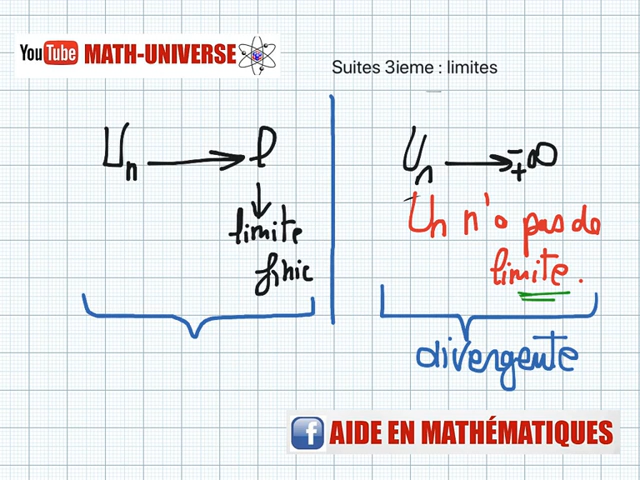 YouTube MATH-UNIVERSE
Suites 3ieme : limites
Un → l
↓
limite
finie
Un → ∓∞
Un n'a pas de
limite.
divergente
f AIDE EN MATHÉMATIQUES